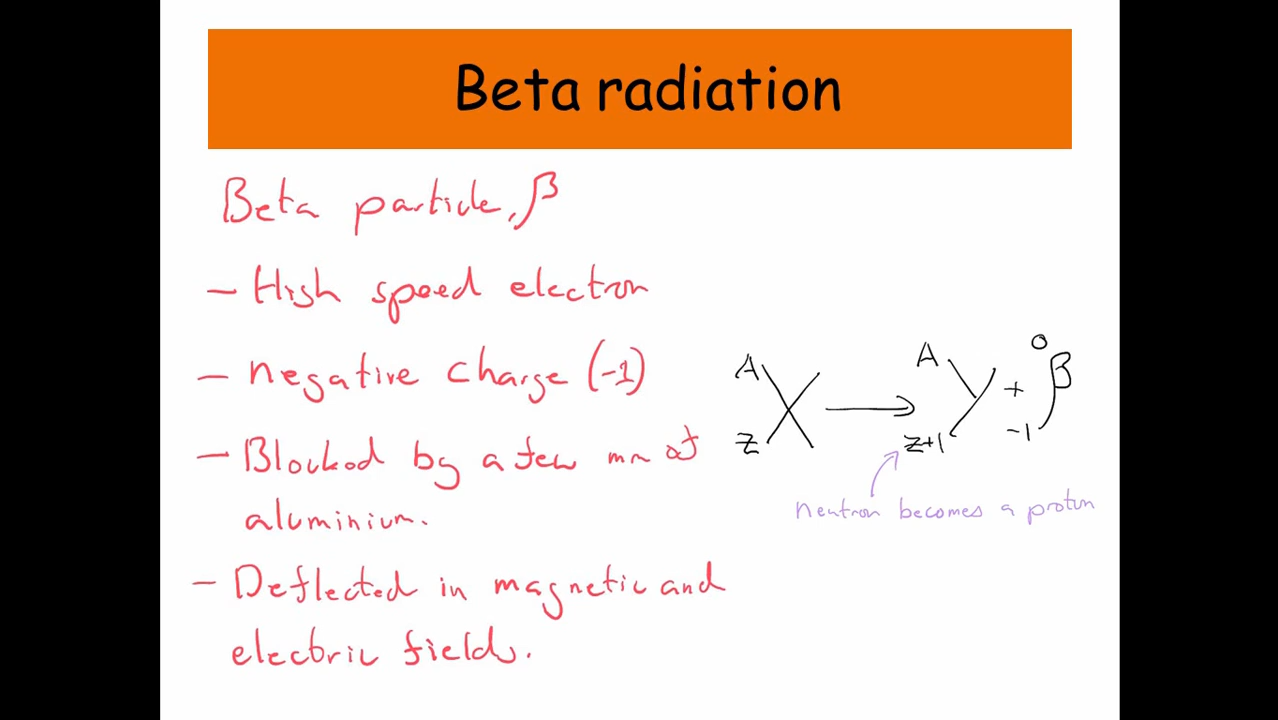 Beta radiation
Beta particle, β
- High speed electron
- negative charge (-1)
- Blocked by a few mm of
aluminium.
- Deflected in magnetic and
electric fields.
A X Z → A Y Z+1 + 0 β -1
neutron becomes a proton